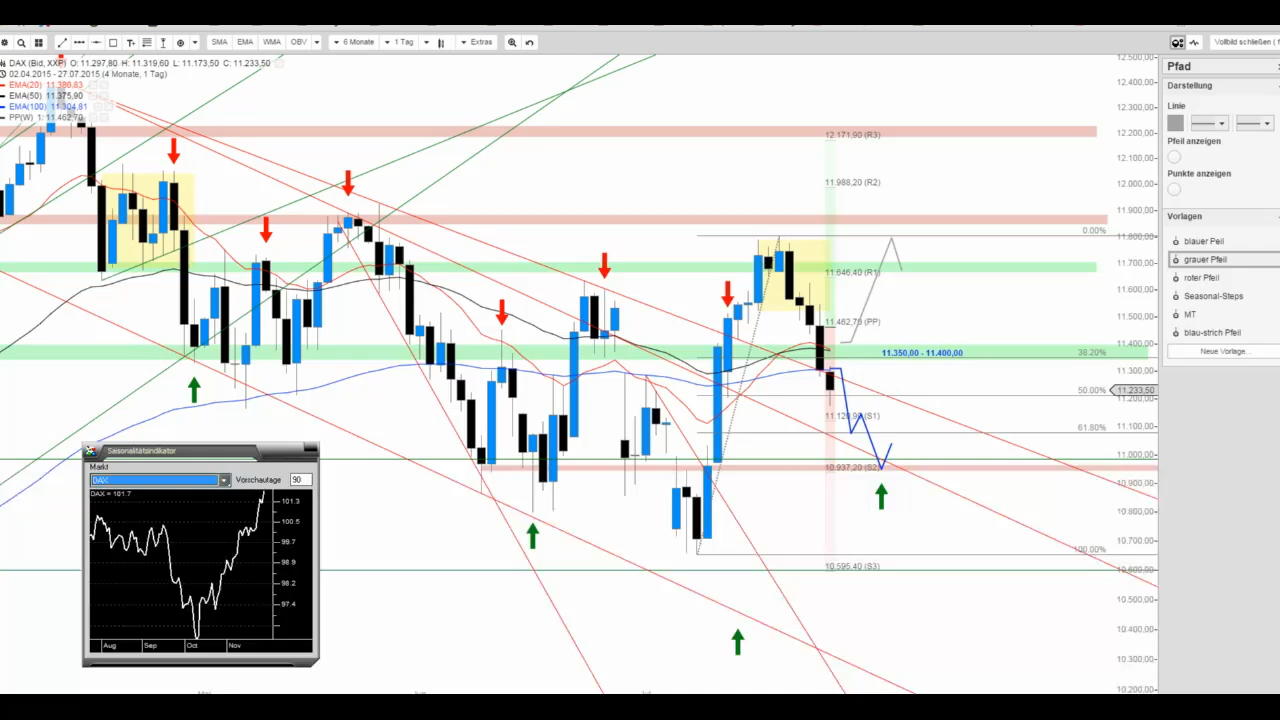 SMA EMA WMA OBV 6 Monate 1 Tag Extras Vollbild schließen (
DAX (Bid, XXP) O: 11.297,80 H: 11.319,60 L: 11.173,50 C: 11.233,50
02.04.2015 - 27.07.2015 (4 Monate, 1 Tag)
EMA(20) 11.380,83
EMA(50) 11.375,90
EMA(100) 11.304,81
PP(W) 1: 11.462,70
12.171,90 (R3)
11.988,20 (R2)
0.00%
11.646,40 (R1)
11.462,70 (PP)
11.350,00 - 11.400,00
38.20%
50.00%
61.80%
10.937,20 (S2)
100.00%
10.595,40 (S3)
12.500,00
12.400,00
12.300,00
12.200,00
12.100,00
12.000,00
11.900,00
11.800,00
11.700,00
11.600,00
11.500,00
11.400,00
11.300,00
11.233,50
11.200,00
11.100,00
11.000,00
10.900,00
10.800,00
10.700,00
10.600,00
10.500,00
10.400,00
10.300,00
10.200,00
Pfad
Darstellung
Linie
Pfeil anzeigen
Punkte anzeigen
Vorlagen
blauer Peil
grauer Pfeil
roter Pfeil
Seasonal-Steps
MT
blau-strich Pfeil
Neue Vorlage...
Saisonalitätsindikator
Markt
DAX Vorschautage 90
DAX = 101.7
101.3
100.5
99.7
98.9
98.2
97.4
Aug Sep Oct Nov